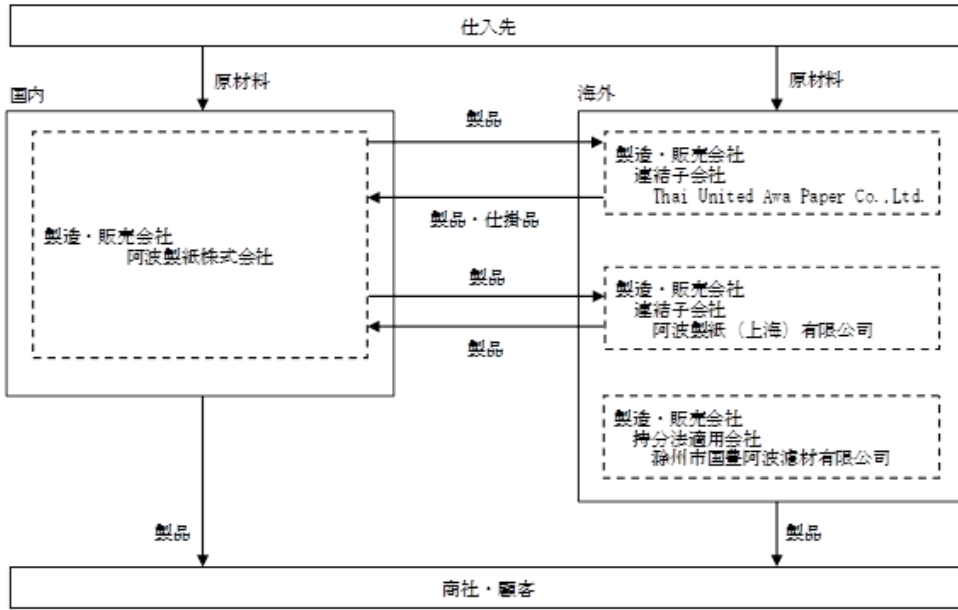 仕入先
原材料
原材料
国内
海外
製品
製造・販売会社
連結子会社
Thai United Awa Paper Co.,Ltd.
製品・仕掛品
製造・販売会社
阿波製紙株式会社
製品
製造・販売会社
連結子会社
阿波製紙（上海）有限公司
製品
製造・販売会社
持分法適用会社
滁州市国豊阿波濾材有限公司
製品
製品
商社・顧客